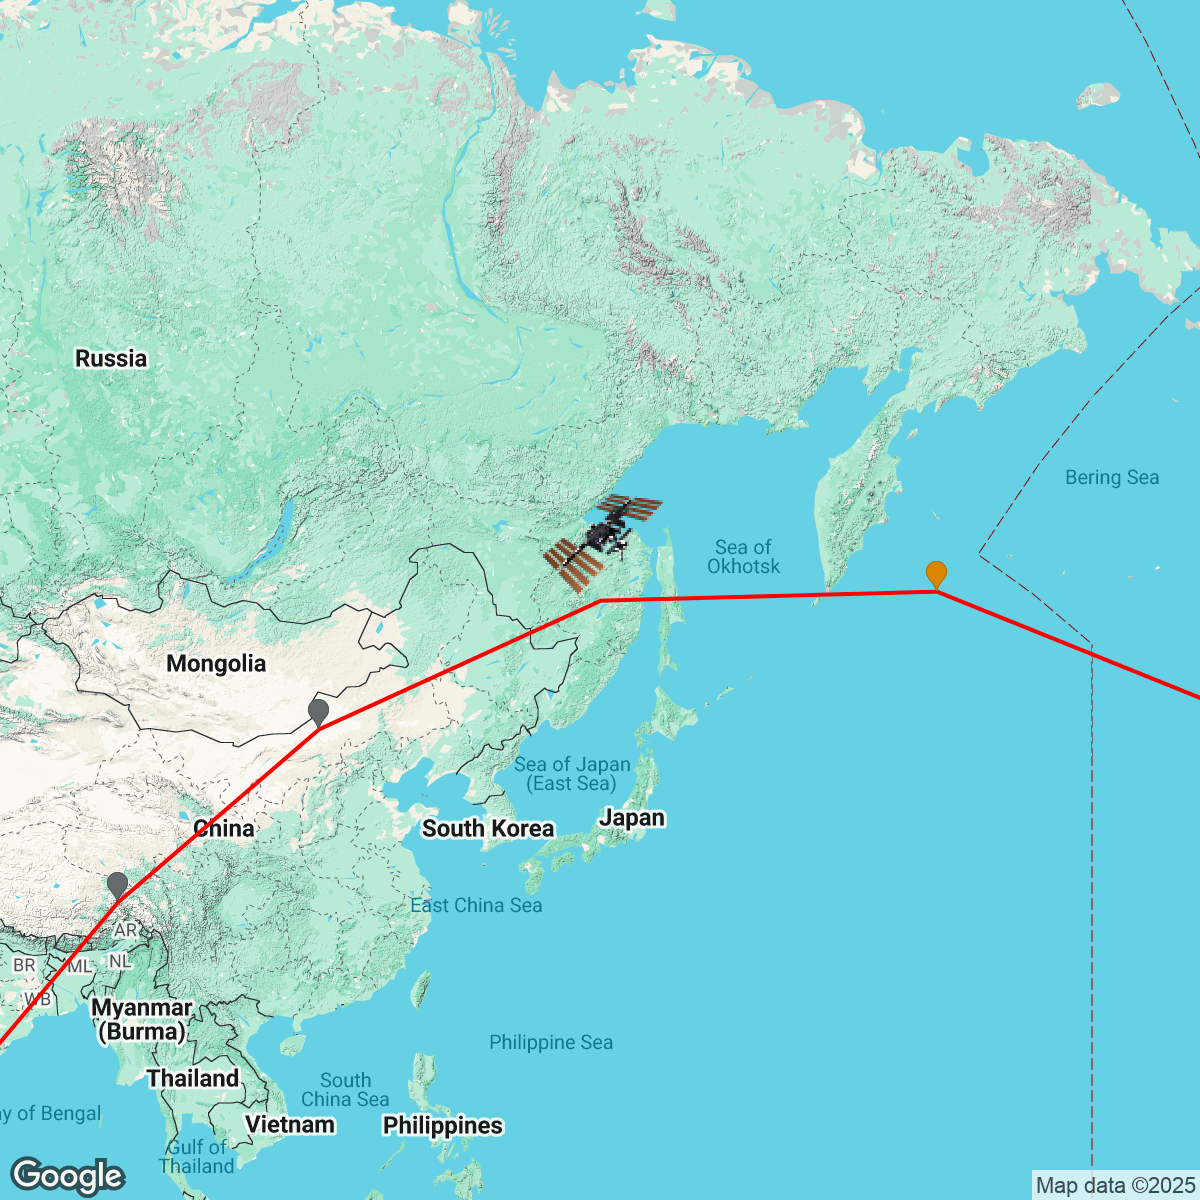 Russia
Bering Sea
Sea of
Okhotsk
Mongolia
Sea of Japan
(East Sea)
China
South Korea
Japan
East China Sea
AR
BR
ML
NL
WB
Myanmar
(Burma)
Philippine Sea
Thailand
South
China Sea
ay of Bengal
Vietnam
Philippines
Gulf of
Thailand
Google
Map data ©2025